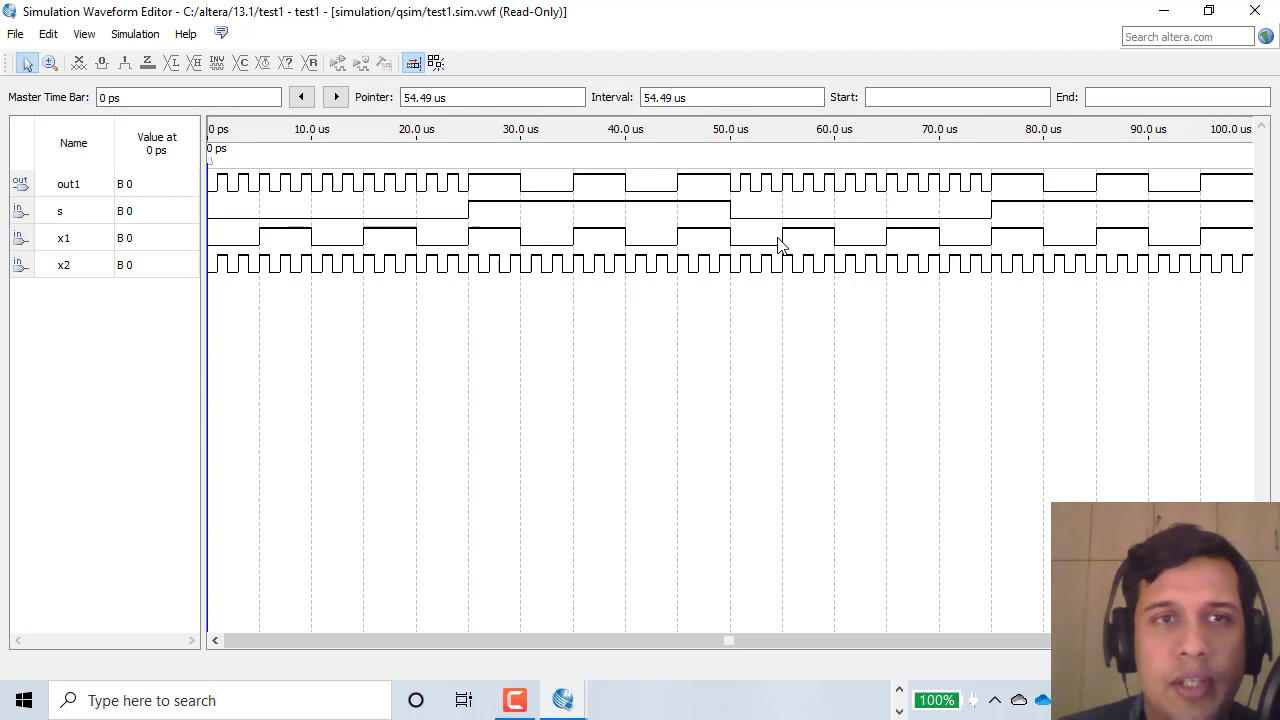 Simulation Waveform Editor - C:/altera/13.1/test1 - test1 - [simulation/qsim/test1.sim.vwf (Read-Only)]
File Edit View Simulation Help
Search altera.com
Master Time Bar: 0 ps Pointer: 54.49 us Interval: 54.49 us Start: End:
Name Value at 0 ps
0 ps 10.0 us 20.0 us 30.0 us 40.0 us 50.0 us 60.0 us 70.0 us 80.0 us 90.0 us 100.0 us
0 ps
out out1 B 0
in s B 0
in x1 B 0
in x2 B 0
Type here to search
100%